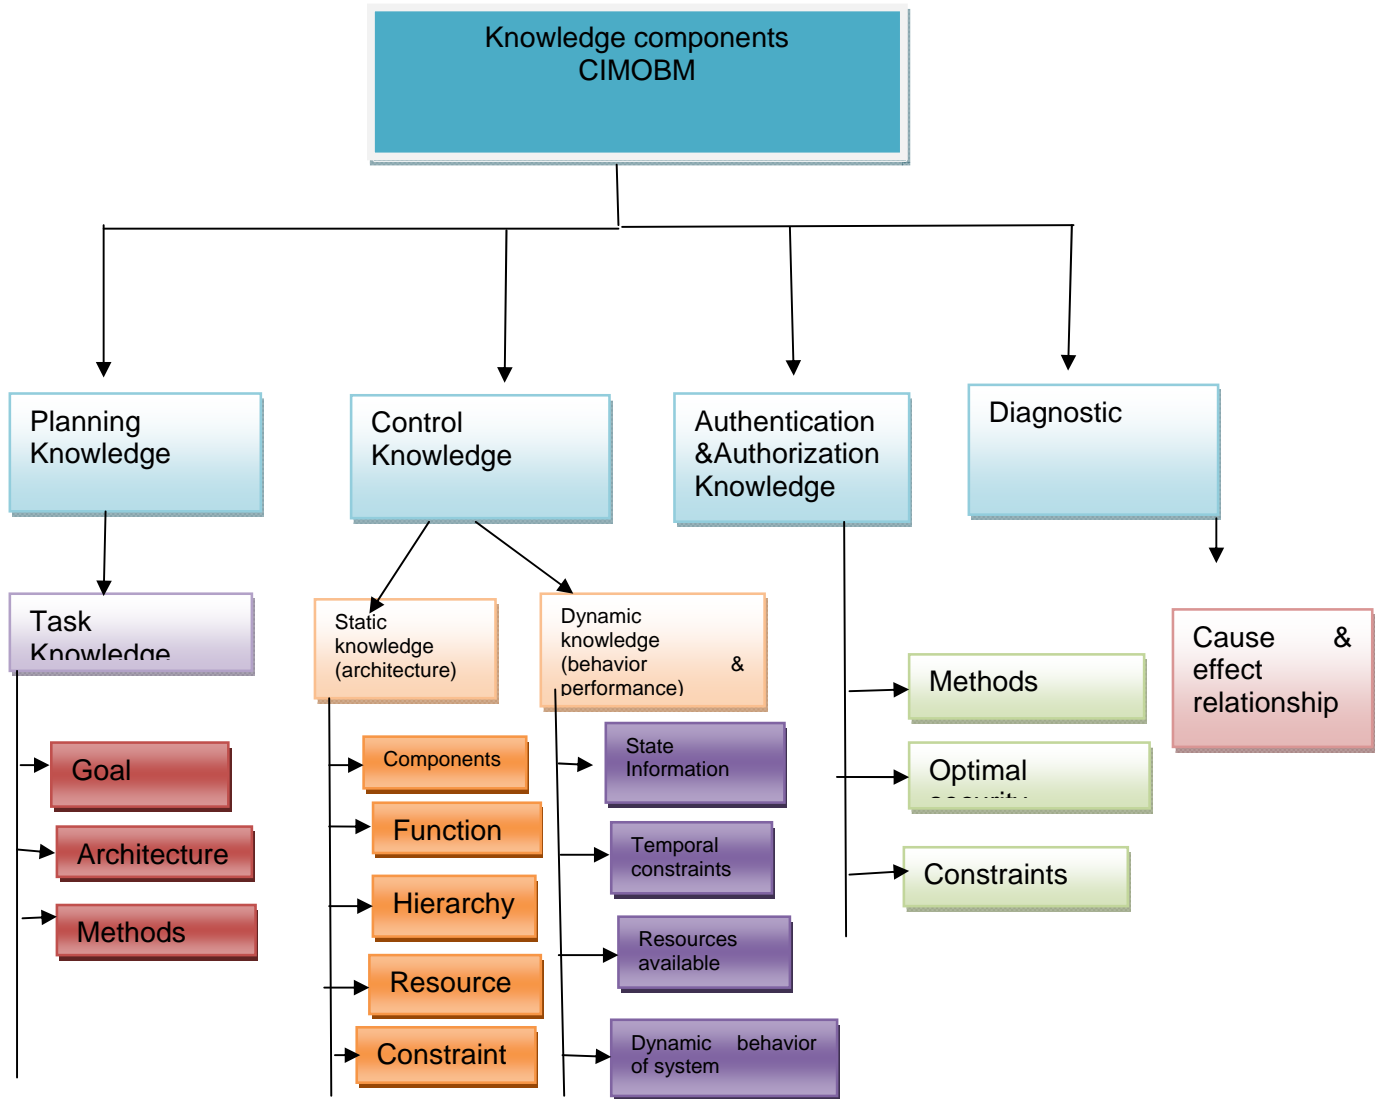 Knowledge components
CIMOBM
Planning
Knowledge
Control
Knowledge
Authentication
&Authorization
Knowledge
Diagnostic
Task
Knowledge
Static
knowledge
(architecture)
Dynamic
knowledge
(behavior &
performance)
Cause &
effect
relationship
Goal
Architecture
Methods
Components
Function
Hierarchy
Resource
Constraint
State
Information
Temporal
constraints
Resources
available
Dynamic behavior
of system
Methods
Optimal
security
Constraints